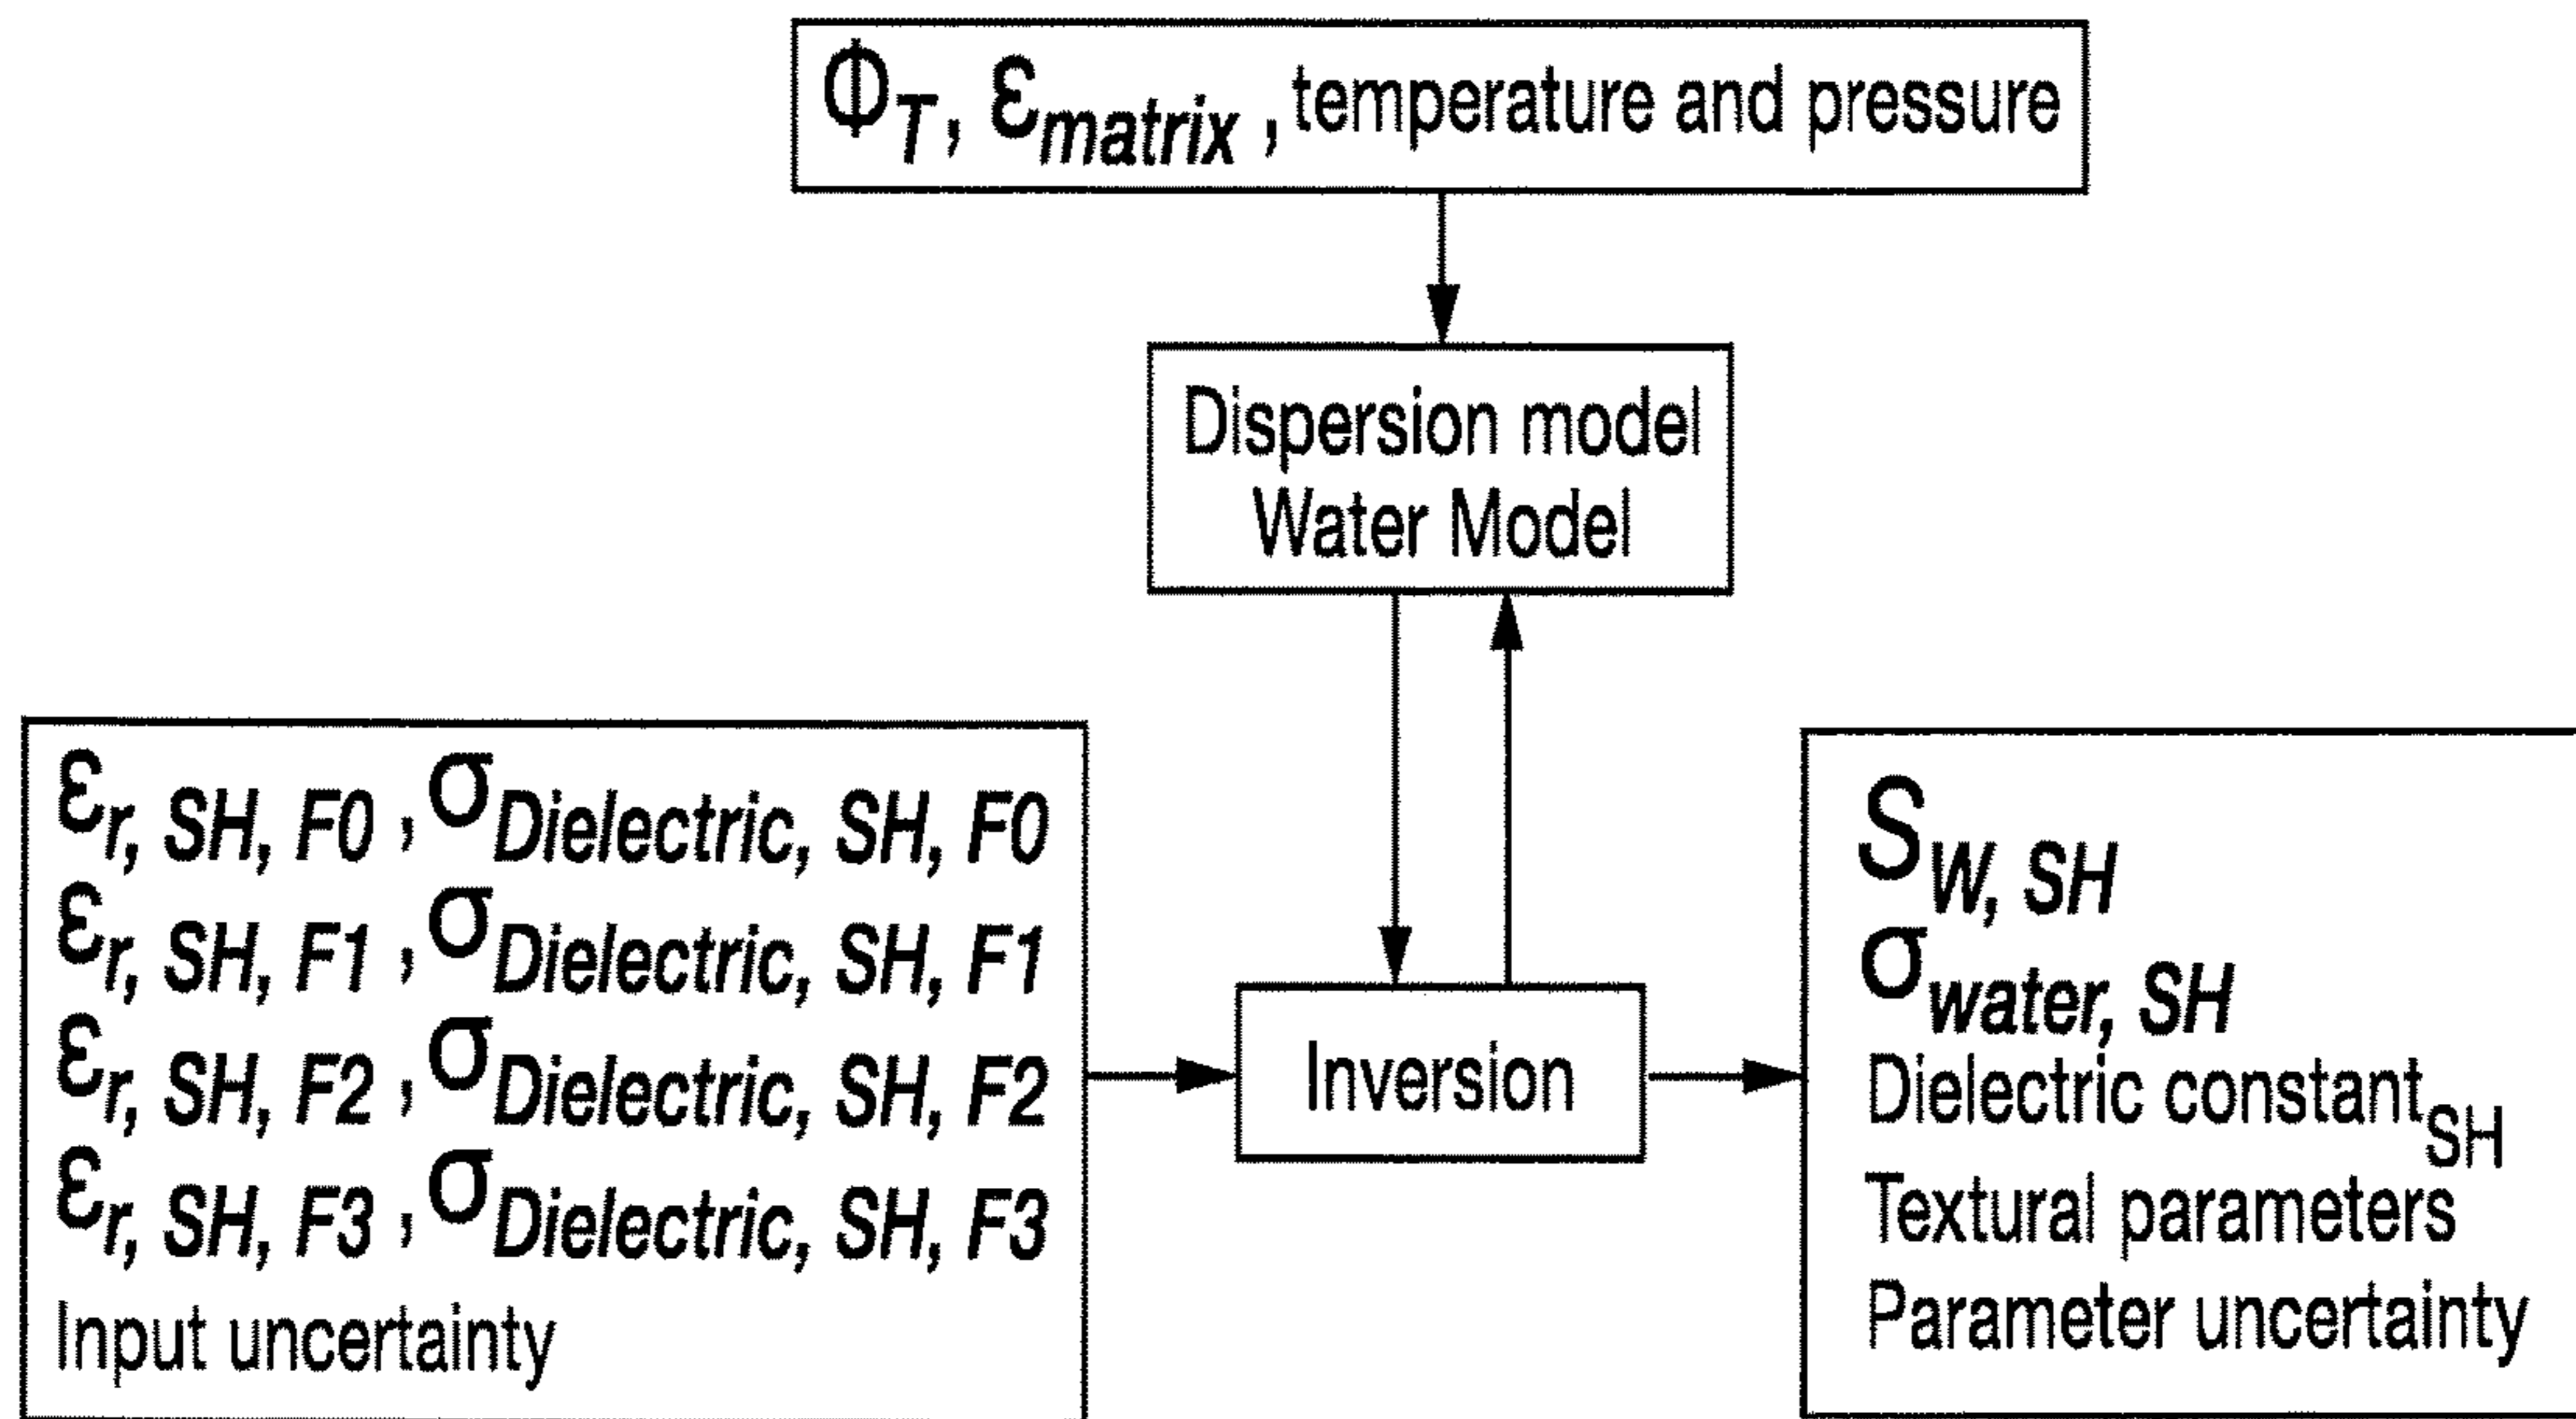 Φ_T, ε_matrix, temperature and pressure
Dispersion model
Water Model
ε_r, SH, F0, σ_Dielectric, SH, F0
ε_r, SH, F1, σ_Dielectric, SH, F1
ε_r, SH, F2, σ_Dielectric, SH, F2
ε_r, SH, F3, σ_Dielectric, SH, F3
Input uncertainty
Inversion
S_W, SH
σ_water, SH
Dielectric constant_SH
Textural parameters
Parameter uncertainty